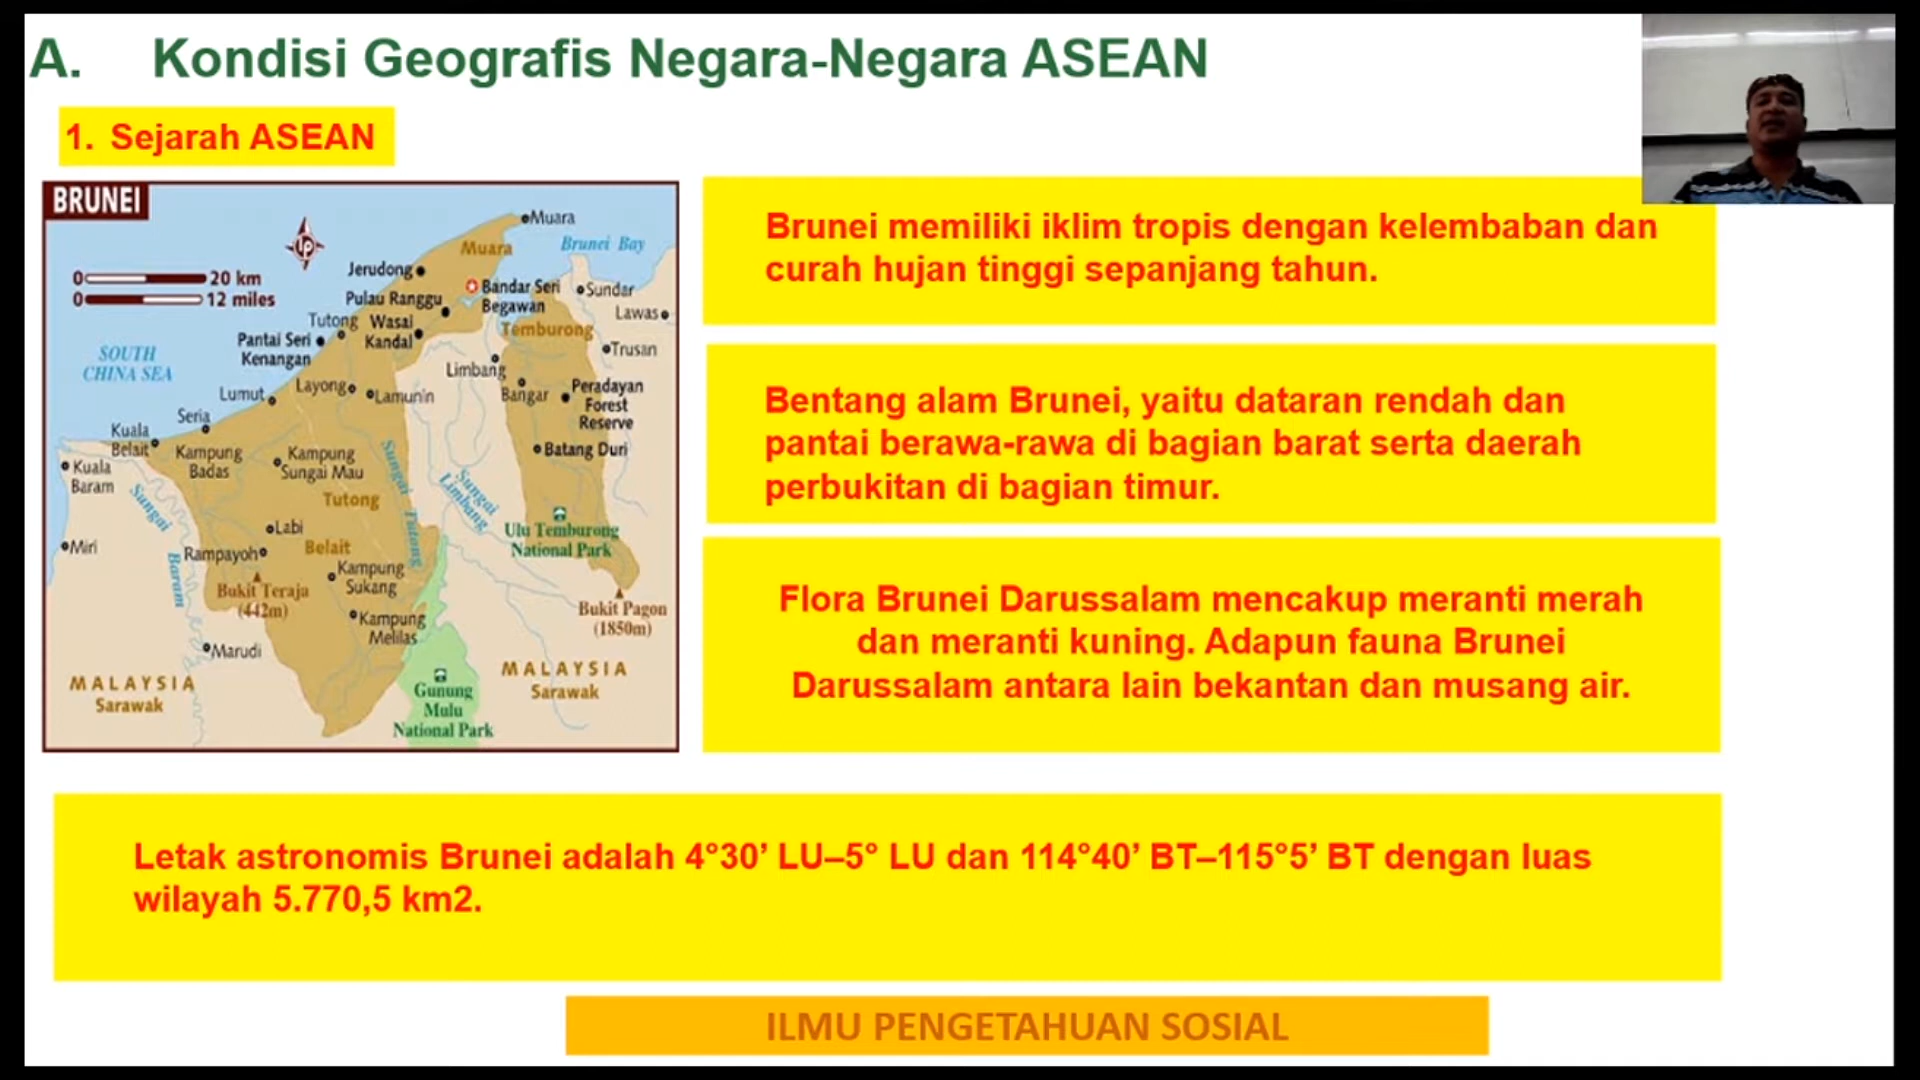 A. Kondisi Geografis Negara-Negara ASEAN
1. Sejarah ASEAN
BRUNEI
Muara
Muara
Brunei Bay
Jerudong
0 20 km
0 12 miles
Bandar Seri
Begawan
Sundar
Pulau Ranggu
Lawas
Tutong
Wasai
Kandal
Temburong
Pantai Seri
Kenangan
Trusan
SOUTH
CHINA SEA
Limbang
Lumut
Layong
Lamunin
Bangar
Peradayan
Forest
Reserve
Seria
Kuala
Belait
Kampung
Badas
Kampung
Sungai Mau
Batang Duri
Kuala
Baram
Sungai
Baram
Sungai
Tutong
Sungai
Limbang
Tutong
Labi
Ulu Temburong
National Park
Miri
Rampayoh
Belait
Kampung
Sukang
Bukit Teraja
(442m)
Bukit Pagon
(1850m)
Kampung
Melilas
Marudi
MALAYSIA
Sarawak
MALAYSIA
Sarawak
Gunung
Mulu
National Park
Brunei memiliki iklim tropis dengan kelembaban dan
curah hujan tinggi sepanjang tahun.
Bentang alam Brunei, yaitu dataran rendah dan
pantai berawa-rawa di bagian barat serta daerah
perbukitan di bagian timur.
Flora Brunei Darussalam mencakup meranti merah
dan meranti kuning. Adapun fauna Brunei
Darussalam antara lain bekantan dan musang air.
Letak astronomis Brunei adalah 4°30’ LU–5° LU dan 114°40’ BT–115°5’ BT dengan luas
wilayah 5.770,5 km2.
ILMU PENGETAHUAN SOSIAL